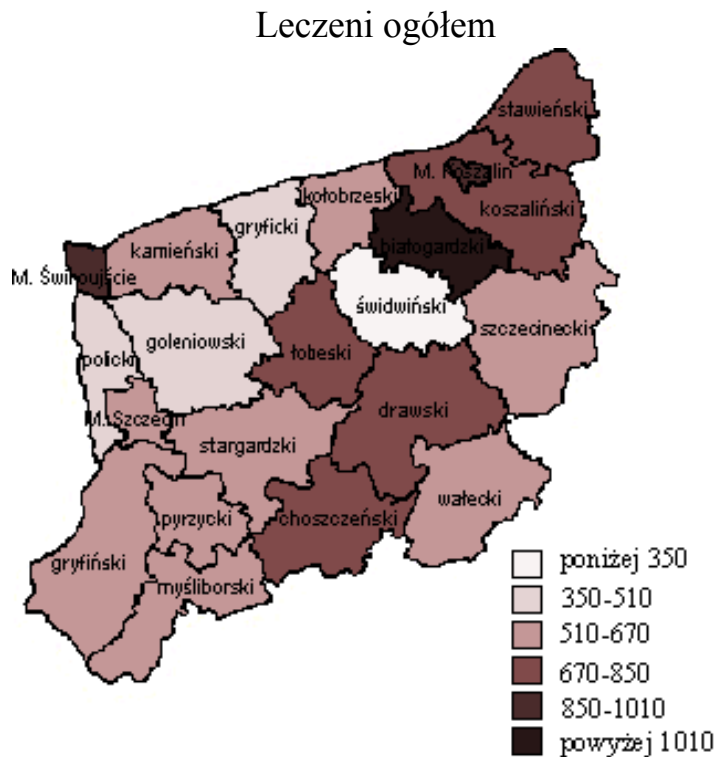 Leczeni ogółem
stawieński
M. Koszalin
kołobrzeski
koszaliński
gryficki
kamieński
białogardzki
M. Świnoujście
świdwiński
szczecinecki
goleniowski
policki
łobeski
drawski
M. Szczecin
stargardzki
wałecki
pyrzycki
choszczeński
gryfiński
myśliborski
poniżej 350
350-510
510-670
670-850
850-1010
powyżej 1010